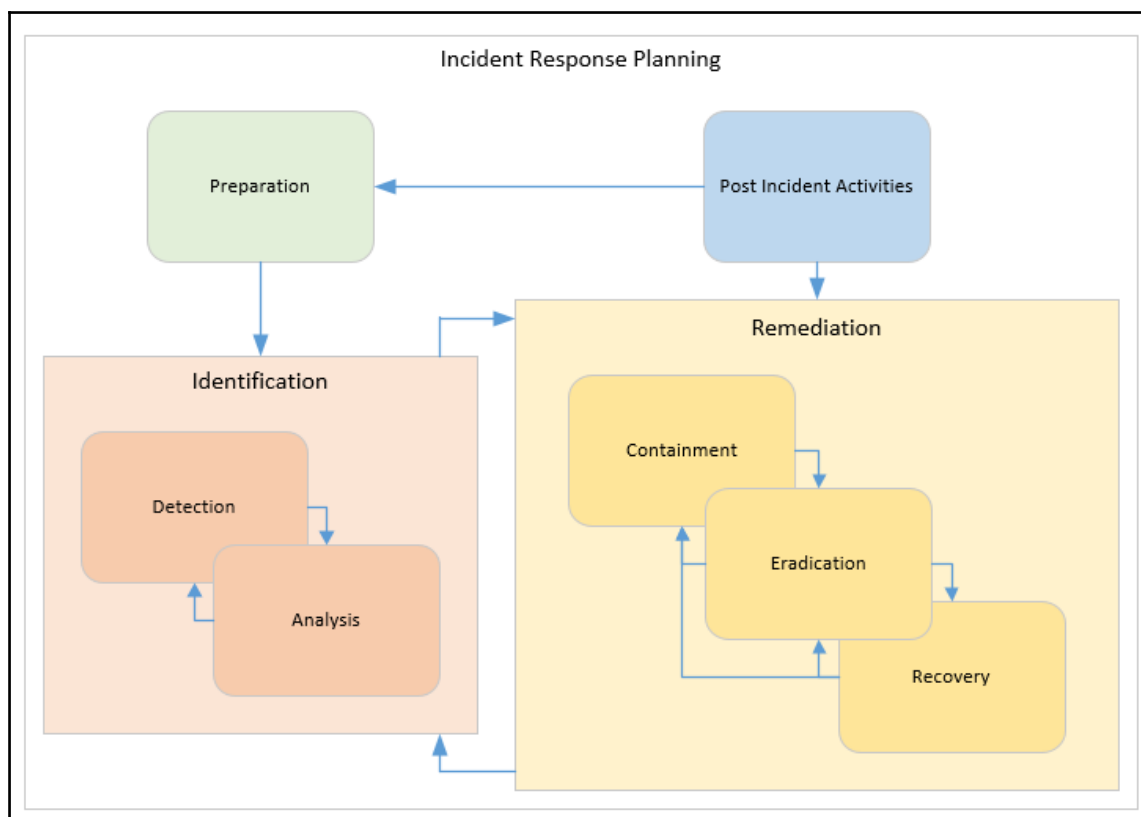 Incident Response Planning
Preparation
Post Incident Activities
Identification
Detection
Analysis
Remediation
Containment
Eradication
Recovery